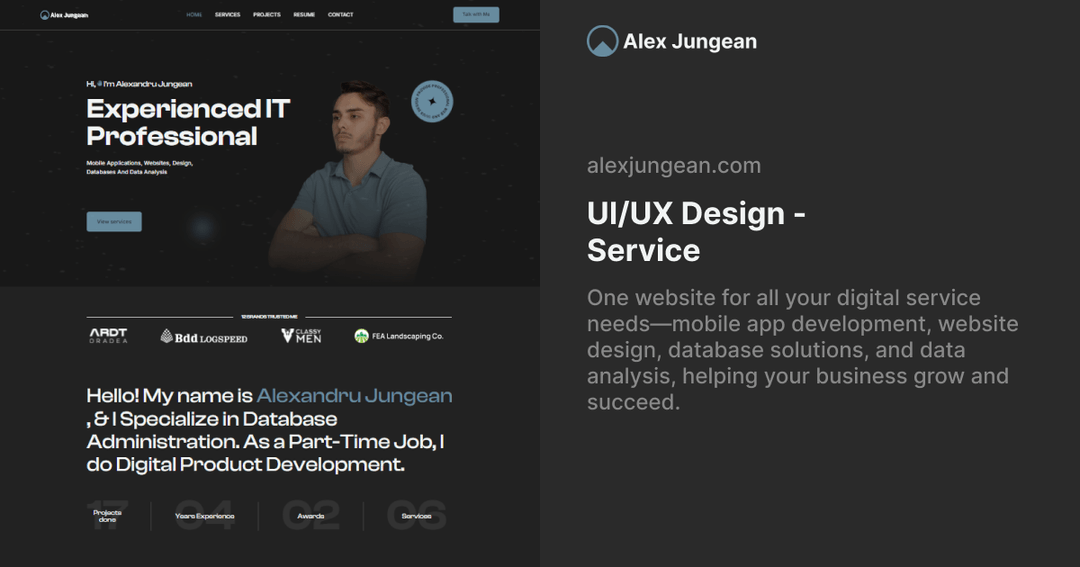 Alex Jungean
HOME SERVICES PROJECTS RESUME CONTACT
Talk with Me
Hi, I'm Alexandru Jungean
Experienced IT
Professional
Mobile Applications, Websites, Design,
Databases And Data Analysis
View services
12 BRANDS TRUSTED ME
ARDT
ORADEA
Bdd LOGSPEED
CLASSY
MEN
FEA Landscaping Co.
Hello! My name is Alexandru Jungean
, & I Specialize in Database
Administration. As a Part-Time Job, I
do Digital Product Development.
17
Projects
done
04
Years Experience
02
Awards
06
Services
Alex Jungean
alexjungean.com
UI/UX Design -
Service
One website for all your digital service
needs—mobile app development, website
design, database solutions, and data
analysis, helping your business grow and
succeed.